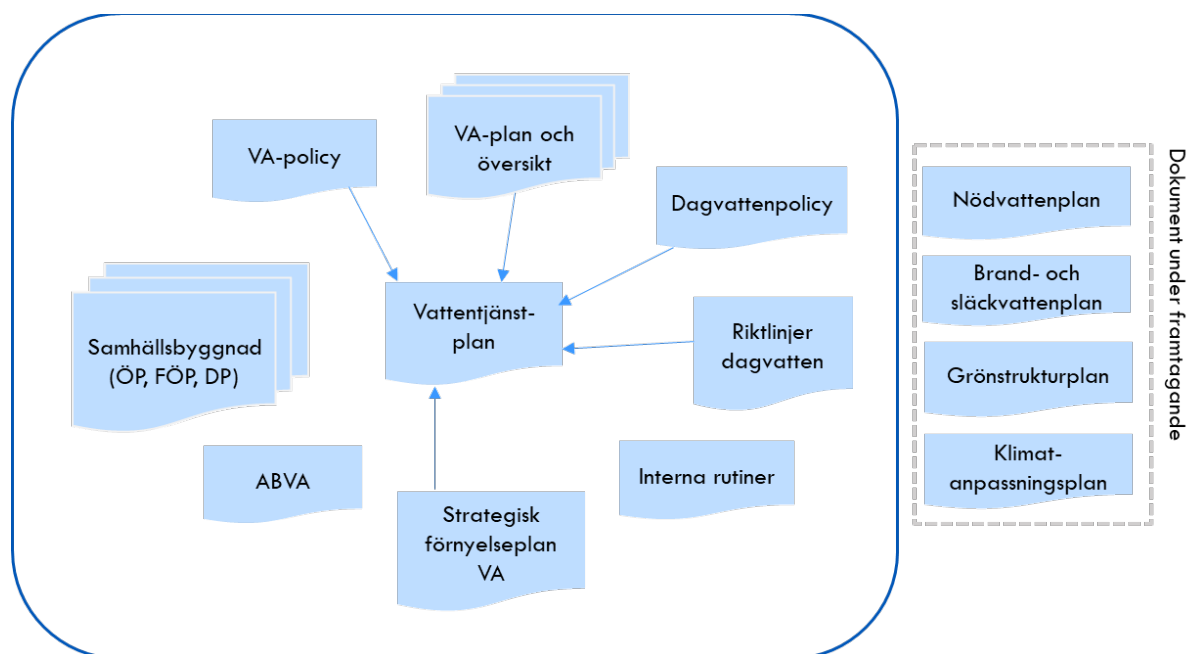 VA-policy
VA-plan och
översikt
Dagvattenpolicy
Vattentjänst-
plan
Samhällsbyggnad
(ÖP, FÖP, DP)
Riktlinjer
dagvatten
ABVA
Interna rutiner
Strategisk
förnyelseplan
VA
Nödvattenplan
Brand- och
släckvattenplan
Grönstrukturplan
Klimat-
anpassningsplan
Dokument under framtagande